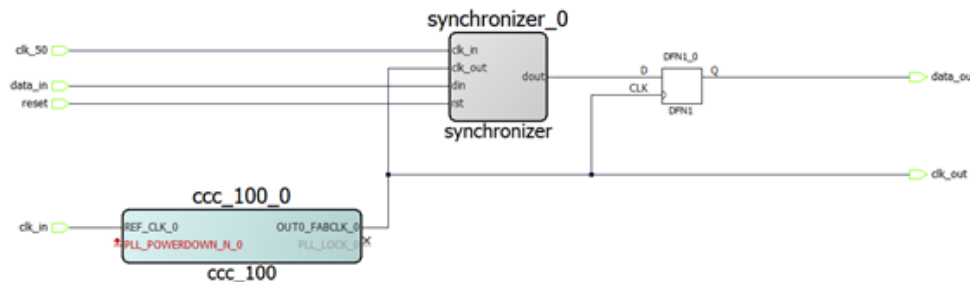 synchronizer_0
clk_50
clk_in
clk_out
data_in
din
dout
reset
rst
synchronizer
DFN1_0
D
Q
CLK
DFN1
data_ou
clk_out
ccc_100_0
clk_in
REF_CLK_0
OUT0_FABCLK_0
PLL_POWERDOWN_N_0
PLL_LOCK_0
ccc_100